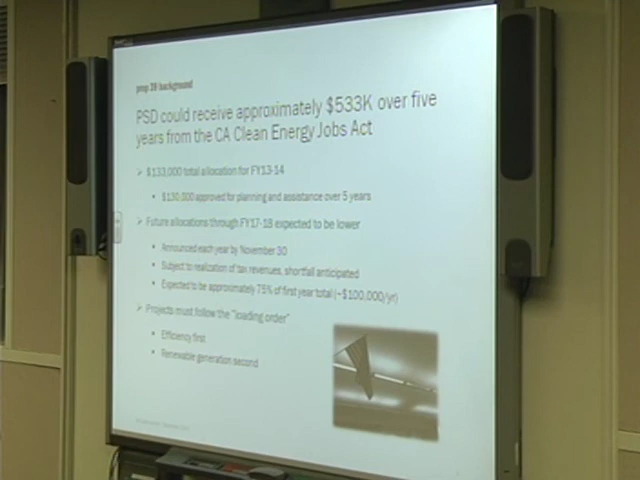 prop 39 background
PSD could receive approximately $533K over five
years from the CA Clean Energy Jobs Act
$133,000 total allocation for FY13-14
$130,000 approved for planning and assistance over 5 years
Future allocations through FY17-18 expected to be lower
Announced each year by November 30
Subject to realization of tax revenues, shortfall anticipated
Expected to be approximately 75% of first year total (~$100,000/yr)
Projects must follow the "loading order"
Efficiency first
Renewable generation second